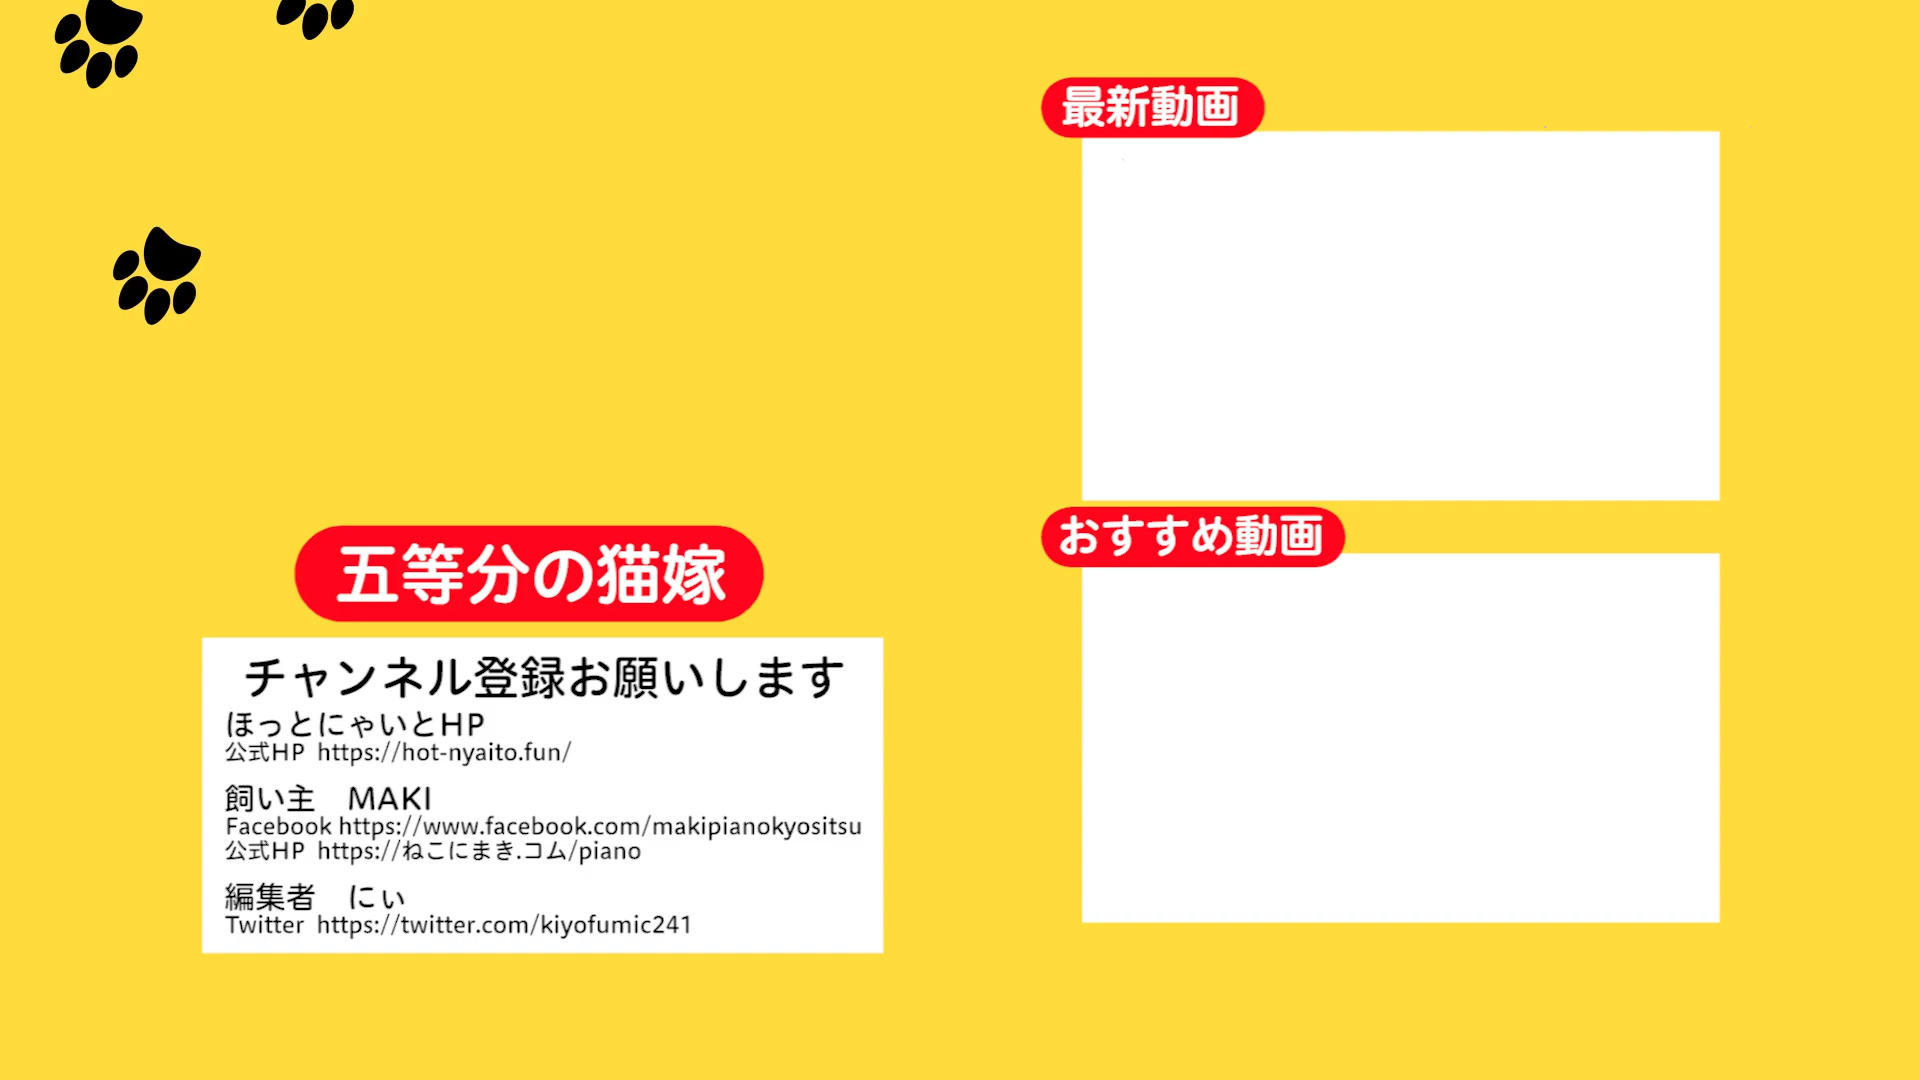 最新動画
おすすめ動画
五等分の猫嫁
チャンネル登録お願いします
ほっとにゃいとHP
公式HP https://hot-nyaito.fun/
飼い主　MAKI
Facebook https://www.facebook.com/makipianokyositsu
公式HP https://ねこにまき.コム/piano
編集者　にぃ
Twitter https://twitter.com/kiyofumic241